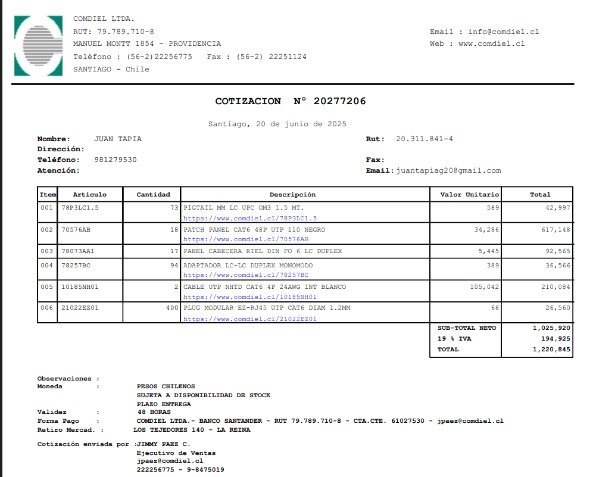 COMDIEL LTDA.
RUT: 79.789.710-8
Email : info@comdiel.cl
MANUEL MONTT 1854 - PROVIDENCIA
Web : www.comdiel.cl
Teléfono : (56-2)22256775 Fax : (56-2) 22251124
SANTIAGO - Chile
COTIZACION N° 20277206
Santiago, 20 de junio de 2025
Nombre: JUAN TAPIA Rut: 20.311.841-4
Dirección:
Teléfono: 981279530 Fax:
Atención: Email: juantapiag20@gmail.com
Item Articulo Cantidad Descripción Valor Unitario Total
001 78P3LC1.5 73 PIGTAIL MM LC UPC OM3 1.5 MT. 589 42,997
https://www.comdiel.cl/78P3LC1.5
002 70576AB 18 PATCH PANEL CAT6 48P UTP 110 NEGRO 34,286 617,148
https://www.comdiel.cl/70576AB
003 78073AA1 17 PANEL CABECERA RIEL DIN FO 6 LC DUPLEX 5,445 92,565
004 78257BC 94 ADAPTADOR LC-LC DUPLEX MONOMODO 389 36,566
https://www.comdiel.cl/78257BC
005 10185NH01 2 CABLE UTP NHTD CAT6 4P 24AWG INT BLANCO 105,042 210,084
https://www.comdiel.cl/10185NH01
006 21022EZ01 400 PLUG MODULAR EZ-RJ45 UTP CAT6 DIAM 1.2MM 66 26,560
https://www.comdiel.cl/21022EZ01
SUB-TOTAL NETO 1,025,920
19 % IVA 194,925
TOTAL 1,220,845
Observaciones :
Moneda : PESOS CHILENOS
SUJETA A DISPONIBILIDAD DE STOCK
PLAZO ENTREGA
Validez : 48 HORAS
Forma Pago : COMDIEL LTDA.- BANCO SANTANDER - RUT 79.789.710-8 - CTA.CTE. 61027530 - jpaez@comdiel.cl
Retiro Mercad. : LOS TEJEDORES 140 - LA REINA
Cotización enviada por :JIMMY PAEZ C.
Ejecutivo de Ventas
jpaez@comdiel.cl
222256775 - 9-8475019